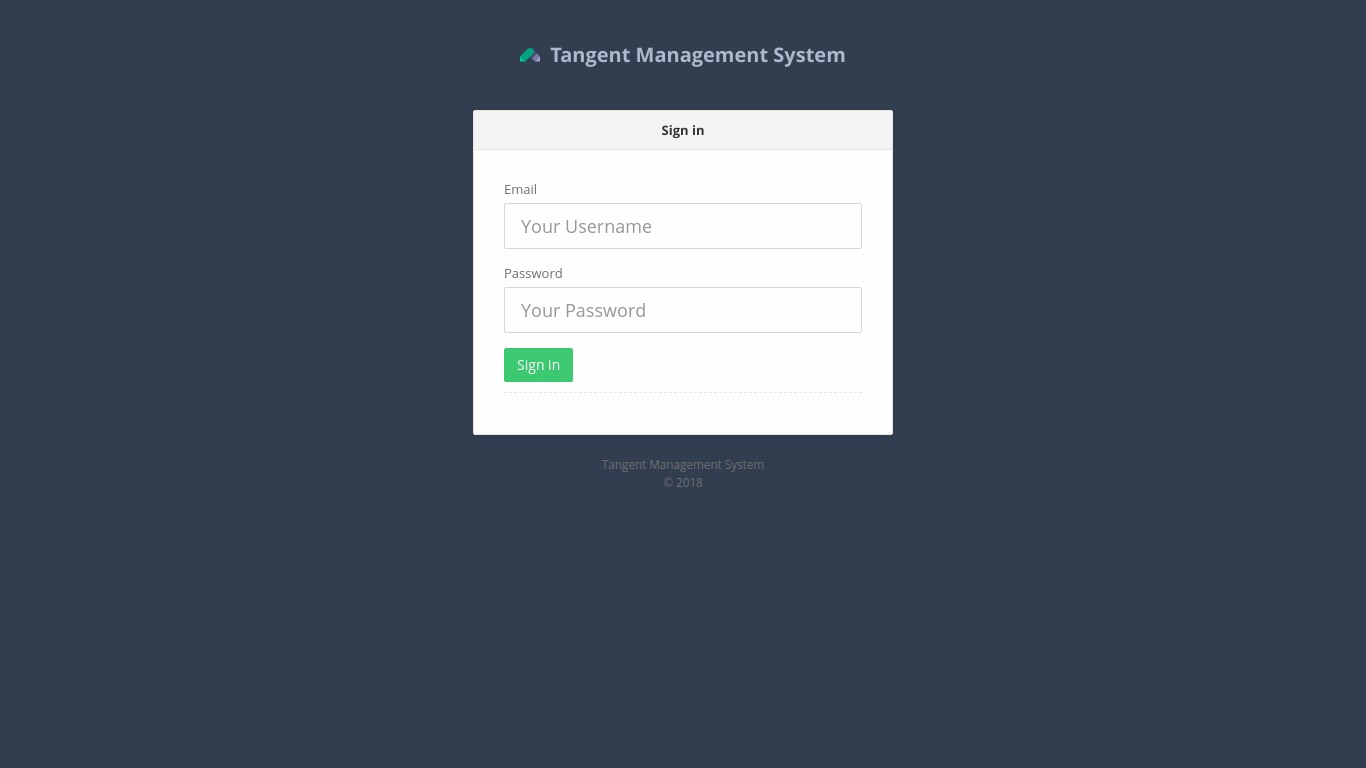 Tangent Management System
Sign in
Email
Your Username
Password
Your Password
Sign in
Tangent Management System
© 2018